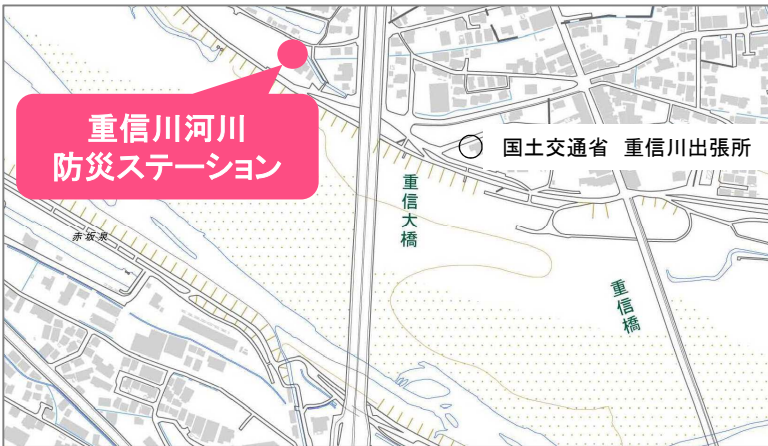 重信川河川
防災ステーション
国土交通省 重信川出張所
重信大橋
赤坂泉
重信橋